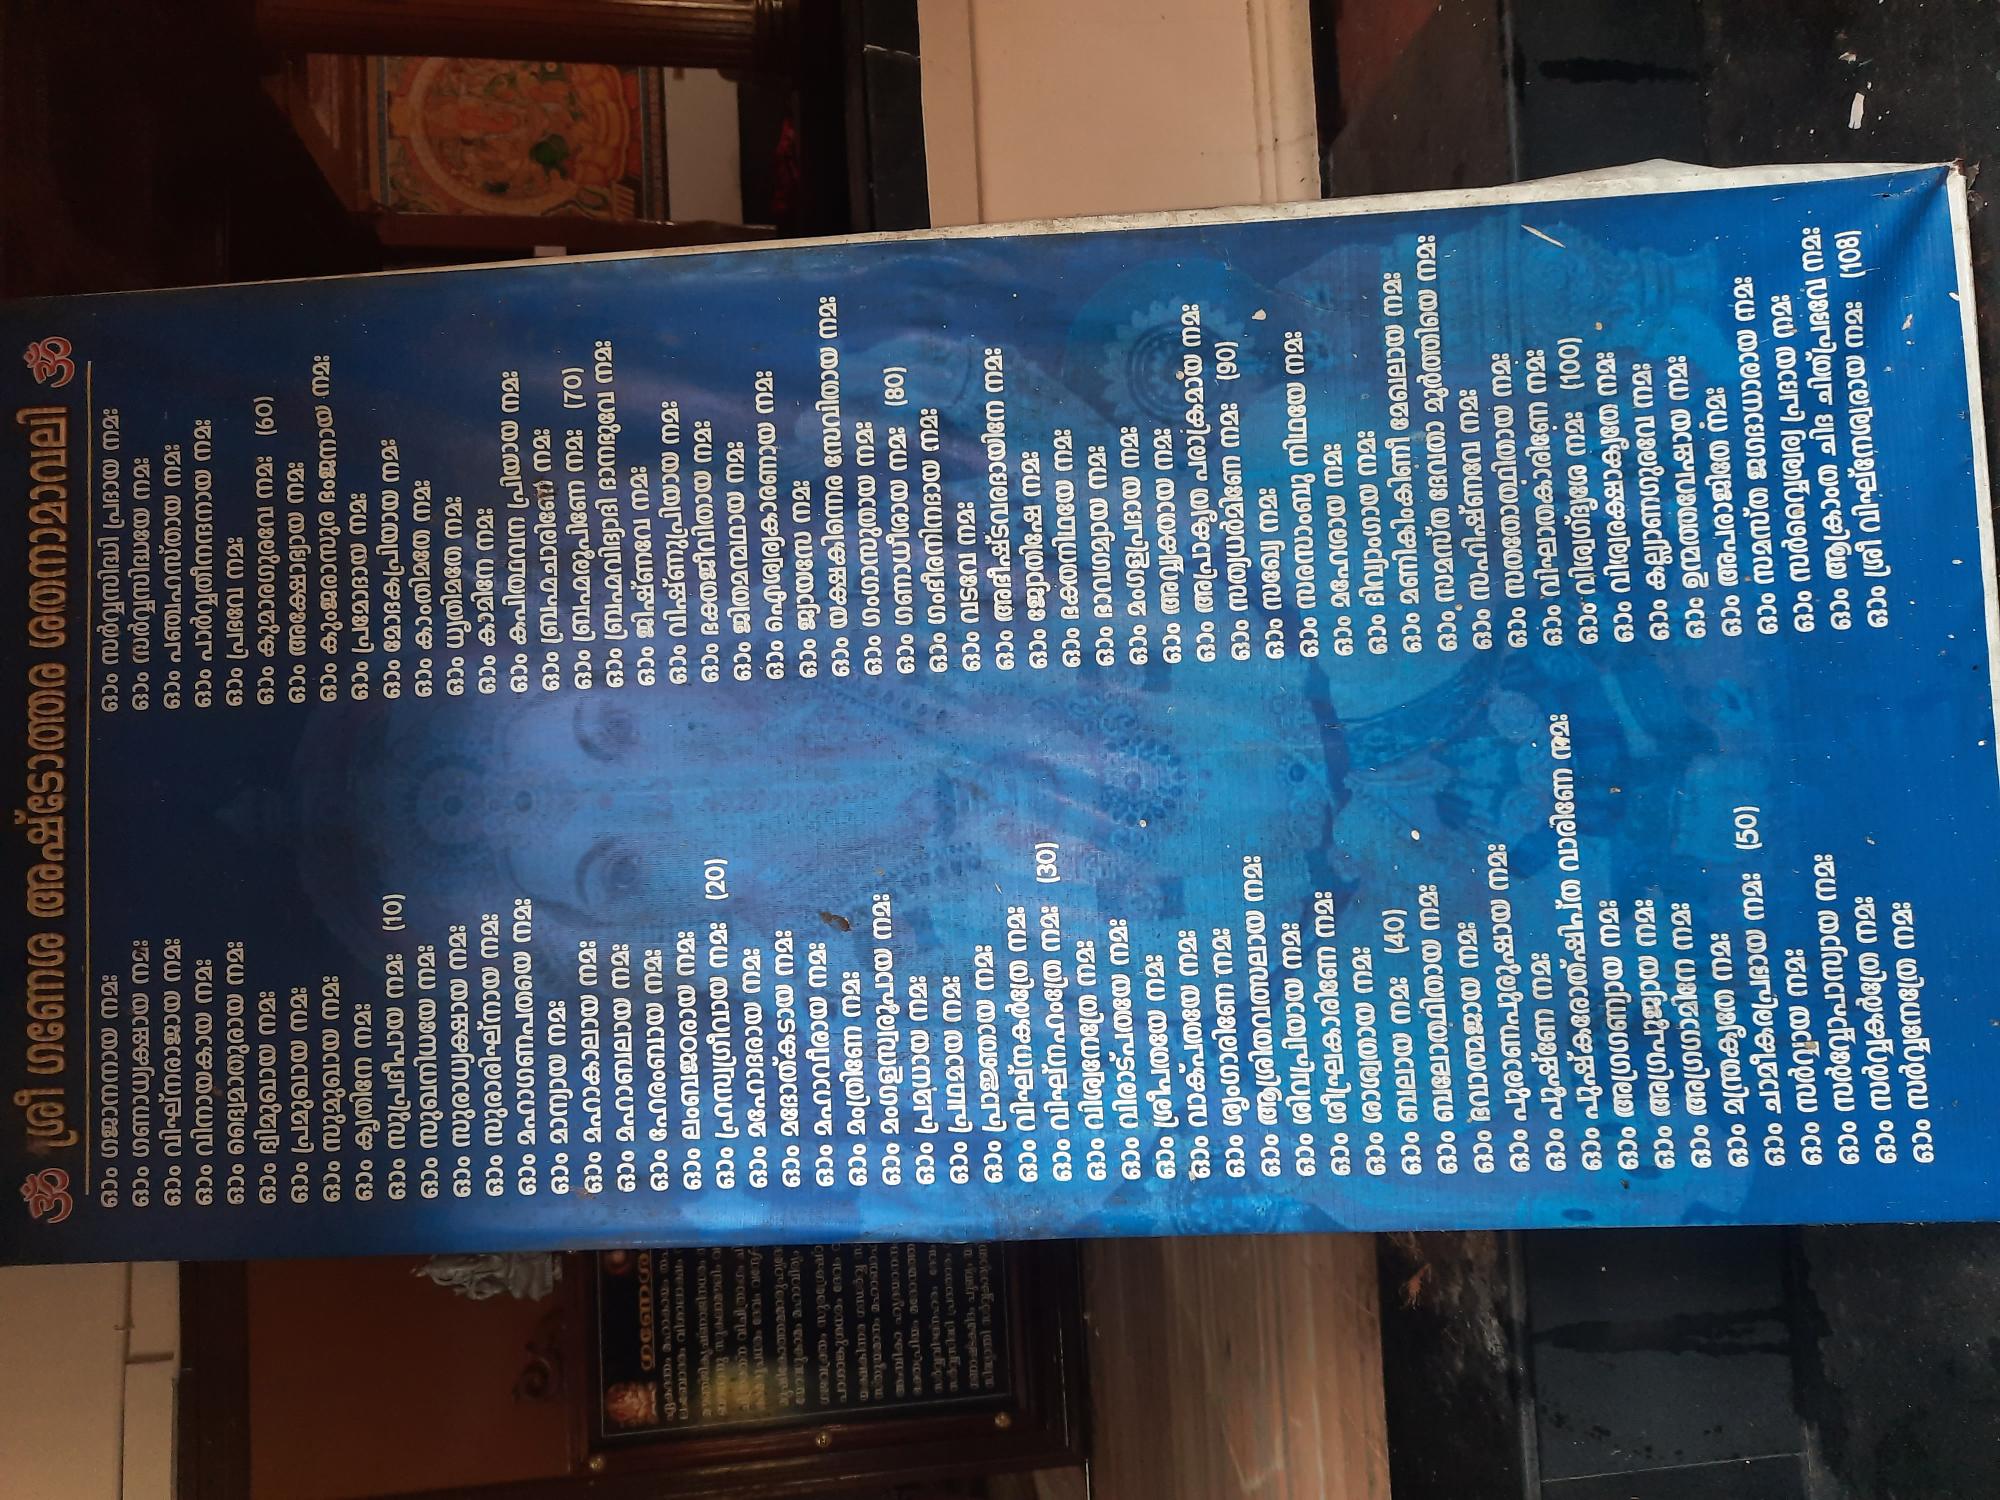 ശ്രീ ഗണേശ അഷ്ടോത്തര ശതനാമാവലി
ഓം ഗജാനനായ നമഃ
ഓം ഗണാധ്യക്ഷായ നമഃ
ഓം വിഘ്നരാജായ നമഃ
ഓം വിനായകായ നമഃ
ഓം ദ്വൈമാതുരായ നമഃ
ഓം ദ്വിമുഖായ നമഃ
ഓം പ്രമുഖായ നമഃ
ഓം സുമുഖായ നമഃ
ഓം കൃതിനേ നമഃ
ഓം സുപ്രദീപായ നമഃ (10)
ഓം സുഖനിധയേ നമഃ
ഓം സുരാധ്യക്ഷായ നമഃ
ഓം സുരാരിഘ്നായ നമഃ
ഓം മഹാഗണപതയെ നമഃ
ഓം മാന്യായ നമഃ
ഓം മഹാകാലായ നമഃ
ഓം മഹാബലായ നമഃ
ഓം ഹേരംബായ നമഃ
ഓം ലംബജഠരായ നമഃ
ഓം ഹ്രസ്വഗ്രീവായ നമഃ (20)
ഓം മഹോദരായ നമഃ
ഓം മദോത്കടായ നമഃ
ഓം മഹാവീരായ നമഃ
ഓം മംത്രിണേ നമഃ
ഓം മംഗളസ്വരൂപായ നമഃ
ഓം പ്രമധായ നമഃ
ഓം പ്രഥമായ നമഃ
ഓം പ്രാജ്ഞായ നമഃ
ഓം വിഘ്നകർത്രേ നമഃ
ഓം വിഘ്നഹംത്രേ നമഃ (30)
ഓം വിശ്വനേത്രേ നമഃ
ഓം വിരാട്പതയേ നമഃ
ഓം ശ്രീപതയേ നമഃ
ഓം വാക്പതയേ നമഃ
ഓം ശൃംഗാരിണേ നമഃ
ഓം ആശ്രിതവത്സലായ നമഃ
ഓം ശിവപ്രിയായ നമഃ
ഓം ശീഘ്രകാരിണേ നമഃ
ഓം ശാശ്വതായ നമഃ
ഓം ബലായ നമഃ (40)
ഓം ബലോത്ഥിതായ നമഃ
ഓം ഭവാത്മജായ നമഃ
ഓം പുരാണപുരുഷായ നമഃ
ഓം പൂഷ്ണേ നമഃ
ഓം പുഷ്കരോത്ഷിപ്ത വാരിണേ നമഃ
ഓം അഗ്രഗണ്യായ നമഃ
ഓം അഗ്രപൂജ്യായ നമഃ
ഓം അഗ്രഗാമിനേ നമഃ
ഓം മന്ത്രകൃതേ നമഃ
ഓം ചാമീകരപ്രദായ നമഃ (50)
ഓം സർവ്വായ നമഃ
ഓം സർവ്വോപാസ്യായ നമഃ
ഓം സർവ്വകർത്രേ നമഃ
ഓം സർവ്വനേത്രേ നമഃ
ഓം സർവ്വസിദ്ധി പ്രദായ നമഃ
ഓം സർവ്വസിദ്ധയേ നമഃ
ഓം പഞ്ചഹസ്തായ നമഃ
ഓം പാർവ്വതീനന്ദനായ നമഃ
ഓം പ്രഭവേ നമഃ
ഓം കുമാരഗുരവേ നമഃ (60)
ഓം അക്ഷോഭ്യായ നമഃ
ഓം കുംജരാസുര ഭംജനായ നമഃ
ഓം പ്രമോദായ നമഃ
ഓം മോദകപ്രിയായ നമഃ
ഓം കാംതിമതേ നമഃ
ഓം ധൃതിമതേ നമഃ
ഓം കാമിനേ നമഃ
ഓം കപിത്ഥവന പ്രിയായ നമഃ
ഓം ബ്രഹ്മചാരിണേ നമഃ
ഓം ബ്രഹ്മരൂപിണേ നമഃ (70)
ഓം ബ്രഹ്മവിദ്യാദി ദാനഭുവേ നമഃ
ഓം ജിഷ്ണവേ നമഃ
ഓം വിഷ്ണുപ്രിയായ നമഃ
ഓം ഭക്തജീവിതായ നമഃ
ഓം ജിതമന്മഥായ നമഃ
ഓം ഐശ്വര്യകാരണായ നമഃ
ഓം ജ്യായസേ നമഃ
ഓം യക്ഷകിന്നെര സേവിതായ നമഃ
ഓം ഗംഗാസുതായ നമഃ
ഓം ഗണാധീശായ നമഃ (80)
ഓം ഗംഭീരനിനദായ നമഃ
ഓം വടവേ നമഃ
ഓം അഭീഷ്ടവരദായിനേ നമഃ
ഓം ജ്യോതിഷേ നമഃ
ഓം ഭക്തനിഥയേ നമഃ
ഓം ഭാവഗമ്യായ നമഃ
ഓം മംഗളപ്രദായ നമഃ
ഓം അവ്വ്യക്തായ നമഃ
ഓം അപ്രാകൃത പരാക്രമായ നമഃ
ഓം സത്യധർമിണേ നമഃ (90)
ഓം സഖ്യേ നമഃ
ഓം സരസാംബു നിഥയേ നമഃ
ഓം മഹേശായ നമഃ
ഓം ദിവ്യാംഗായ നമഃ
ഓം മണികിംകിണീ മേഖലായ നമഃ
ഓം സമസ്ത ദേവതാ മൂർത്തിയെ നമഃ
ഓം സഹിഷ്ണവേ നമഃ
ഓം സതതോത്ഥിതായ നമഃ
ഓം വിഘാതകാരിണേ നമഃ
ഓം വിശ്വഗ്ദൃശേ നമഃ (100)
ഓം വിശ്വരക്ഷാകൃതേ നമഃ
ഓം കല്ല്യാണഗുരവേ നമഃ
ഓം ഉന്മത്തവേഷായ നമഃ
ഓം അപരാജിതേ നമഃ
ഓം സമസ്ത ജഗദാധാരായ നമഃ
ഓം സർവ്വൈശ്വര്യ പ്രദായ നമഃ
ഓം ആക്രാംത ചിദ ചിത്പ്രഭവേ നമഃ
ഓം ശ്രീ വിഘ്നേശ്വരായ നമഃ (108)